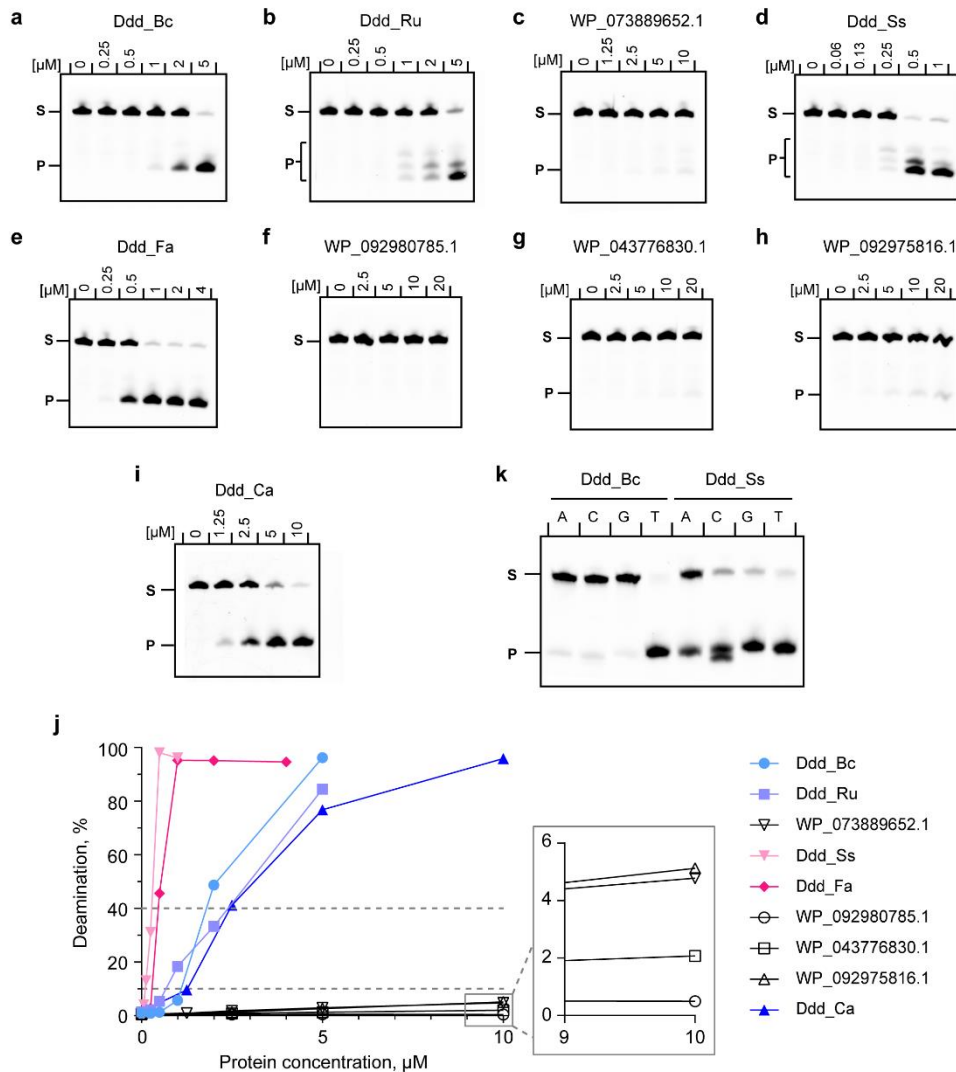 a Ddd_Bc
[µM] 0 0.25 0.5 1 2 5
S
P
b Ddd_Ru
[µM] 0 0.25 0.5 1 2 5
S
P
c WP_073889652.1
[µM] 0 1.25 2.5 5 10
S
P
d Ddd_Ss
[µM] 0 0.06 0.13 0.25 0.5 1
S
P
e Ddd_Fa
[µM] 0 0.25 0.5 1 2 4
S
P
f WP_092980785.1
[µM] 0 2.5 5 10 20
S
P
g WP_043776830.1
[µM] 0 2.5 5 10 20
S
P
h WP_092975816.1
[µM] 0 2.5 5 10 20
S
P
i Ddd_Ca
[µM] 0 1.25 2.5 5 10
S
P
k Ddd_Bc Ddd_Ss
A C G T A C G T
S
P
j
Deamination, %
100
80
60
40
20
10
0
0 5 10
Protein concentration, µM
6
4
2
0
9 10
Ddd_Bc
Ddd_Ru
WP_073889652.1
Ddd_Ss
Ddd_Fa
WP_092980785.1
WP_043776830.1
WP_092975816.1
Ddd_Ca